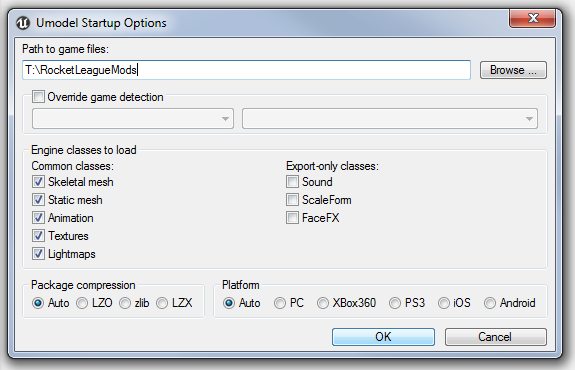 Umodel Startup Options
Path to game files:
T:\RocketLeagueMods
Browse ...
Override game detection
Engine classes to load
Common classes:
Export-only classes:
Skeletal mesh
Sound
Static mesh
ScaleForm
Animation
FaceFX
Textures
Lightmaps
Package compression
Platform
Auto LZO zlib LZX
Auto PC XBox360 PS3 iOS Android
OK
Cancel